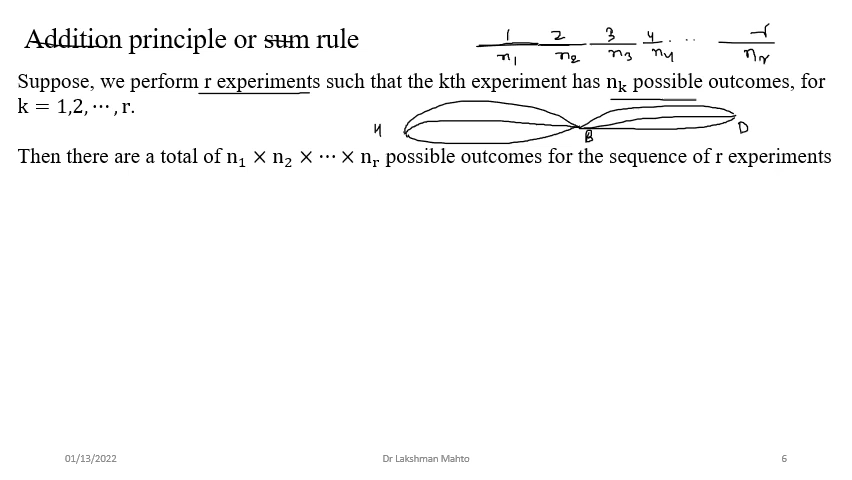 Addition principle or sum rule
1 2 3 4 .. r
n₁ n₂ n₃ n₄ nᵣ
Suppose, we perform r experiments such that the kth experiment has nₖ possible outcomes, for
k = 1,2, ⋯ , r.
H B D
Then there are a total of n₁ × n₂ × ⋯ × nᵣ possible outcomes for the sequence of r experiments
01/13/2022 Dr Lakshman Mahto 6